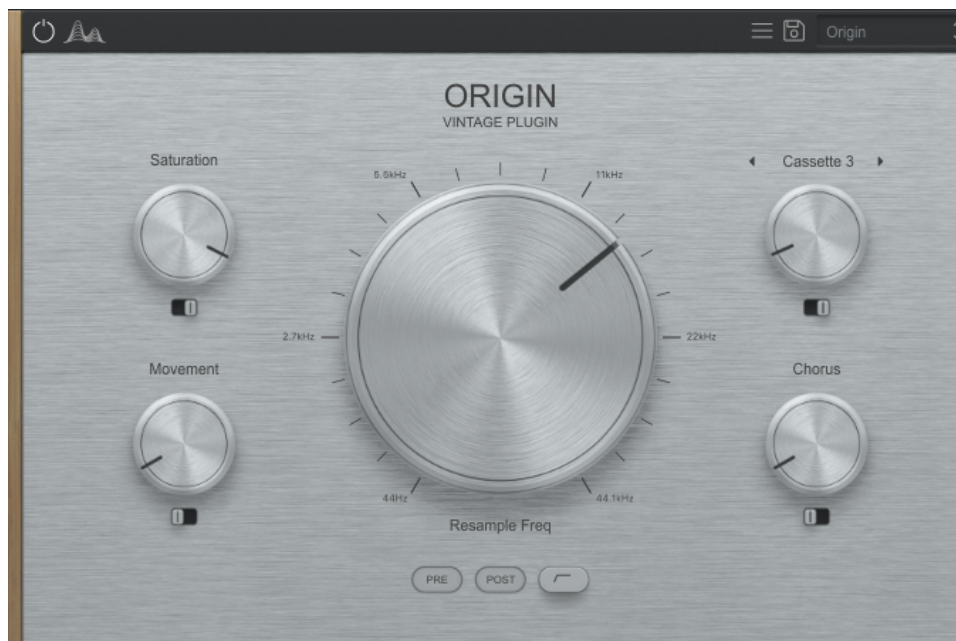 Origin
ORIGIN
VINTAGE PLUGIN
Saturation
5.5kHz
11kHz
Cassette 3
2.7kHz
22kHz
Movement
Chorus
44Hz
44.1kHz
Resample Freq
PRE
POST